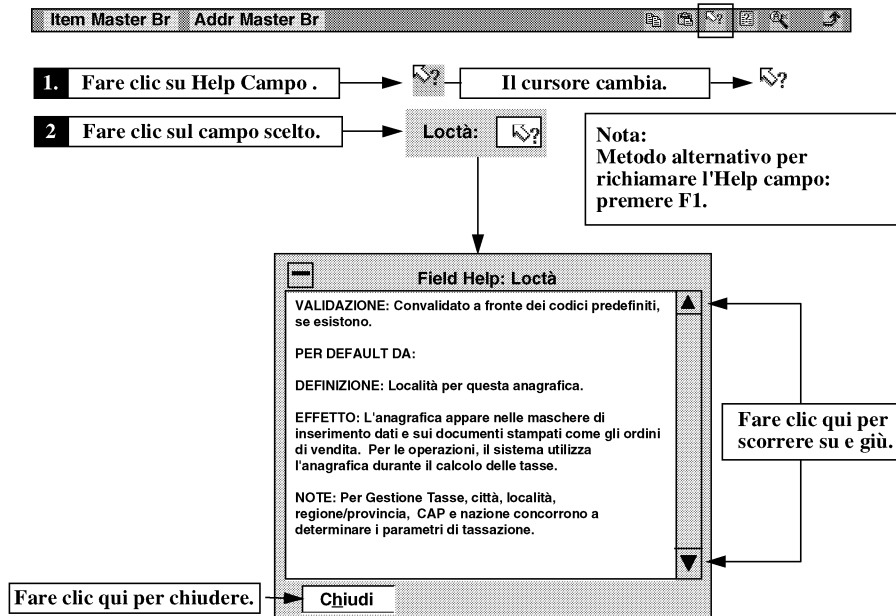 Item Master Br Addr Master Br
1. Fare clic su Help Campo .
? Il cursore cambia. ?
2 Fare clic sul campo scelto.
Loctà: ?
Nota:
Metodo alternativo per
richiamare l'Help campo:
premere F1.
Field Help: Loctà
VALIDAZIONE: Convalidato a fronte dei codici predefiniti,
se esistono.
PER DEFAULT DA:
DEFINIZIONE: Località per questa anagrafica.
EFFETTO: L'anagrafica appare nelle maschere di
inserimento dati e sui documenti stampati come gli ordini
di vendita. Per le operazioni, il sistema utilizza
l'anagrafica durante il calcolo delle tasse.
NOTE: Per Gestione Tasse, città, località,
regione/provincia, CAP e nazione concorrono a
determinare i parametri di tassazione.
Fare clic qui per
scorrere su e giù.
Fare clic qui per chiudere.
Chiudi